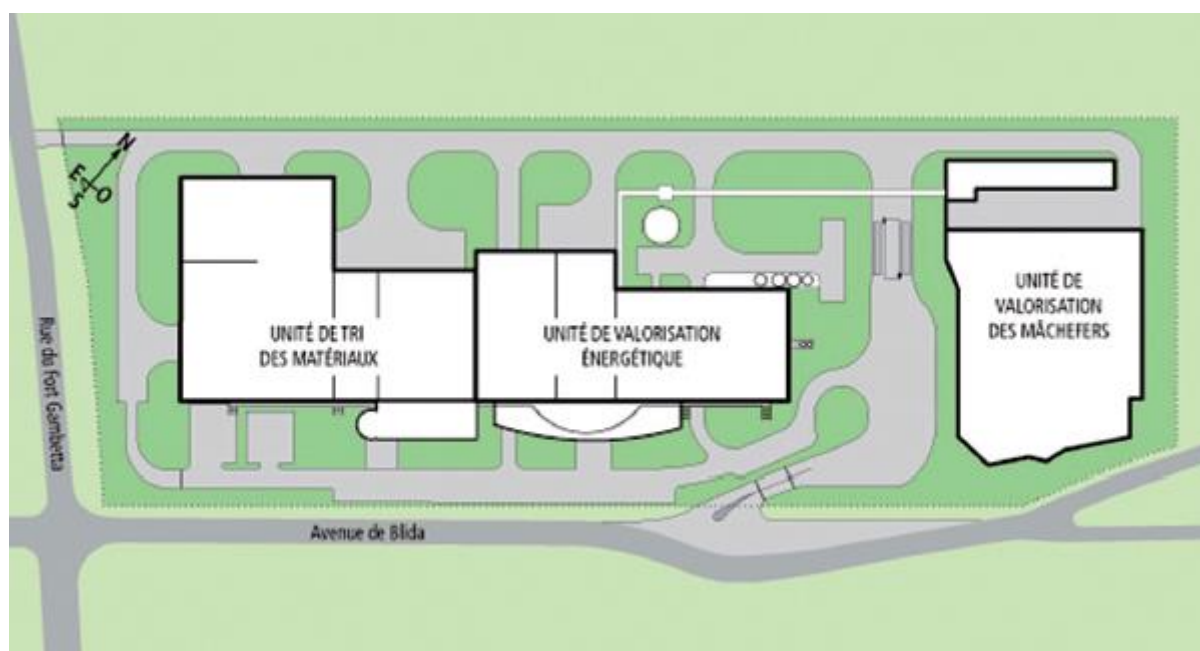 N
E
O
S
UNITÉ DE TRI
DES MATÉRIAUX
UNITÉ DE VALORISATION
ÉNERGÉTIQUE
UNITÉ DE
VALORISATION
DES MÂCHEFERS
Rue du Fort Gambetta
Avenue de Blida